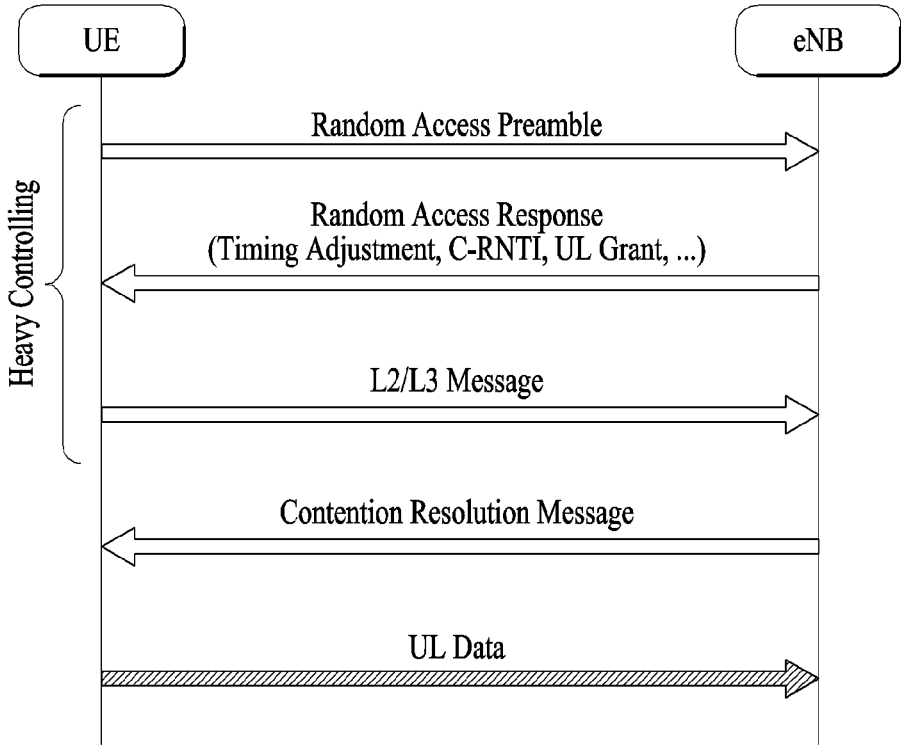 UE
eNB
Random Access Preamble
Random Access Response
(Timing Adjustment, C-RNTI, UL Grant, ...)
Heavy Controlling
L2/L3 Message
Contention Resolution Message
UL Data